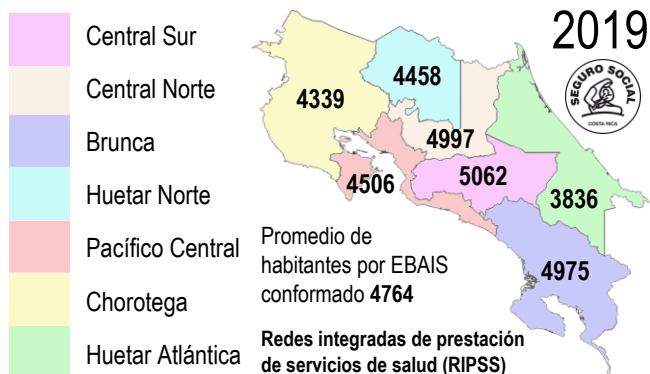 2019
SEGURO SOCIAL
COSTA RICA
Central Sur
Central Norte
Brunca
Huetar Norte
Pacífico Central
Chorotega
Huetar Atlántica
4458
4339
4997
4506
5062
3836
4975
Promedio de
habitantes por EBAIS
conformado 4764
Redes integradas de prestación
de servicios de salud (RIPSS)